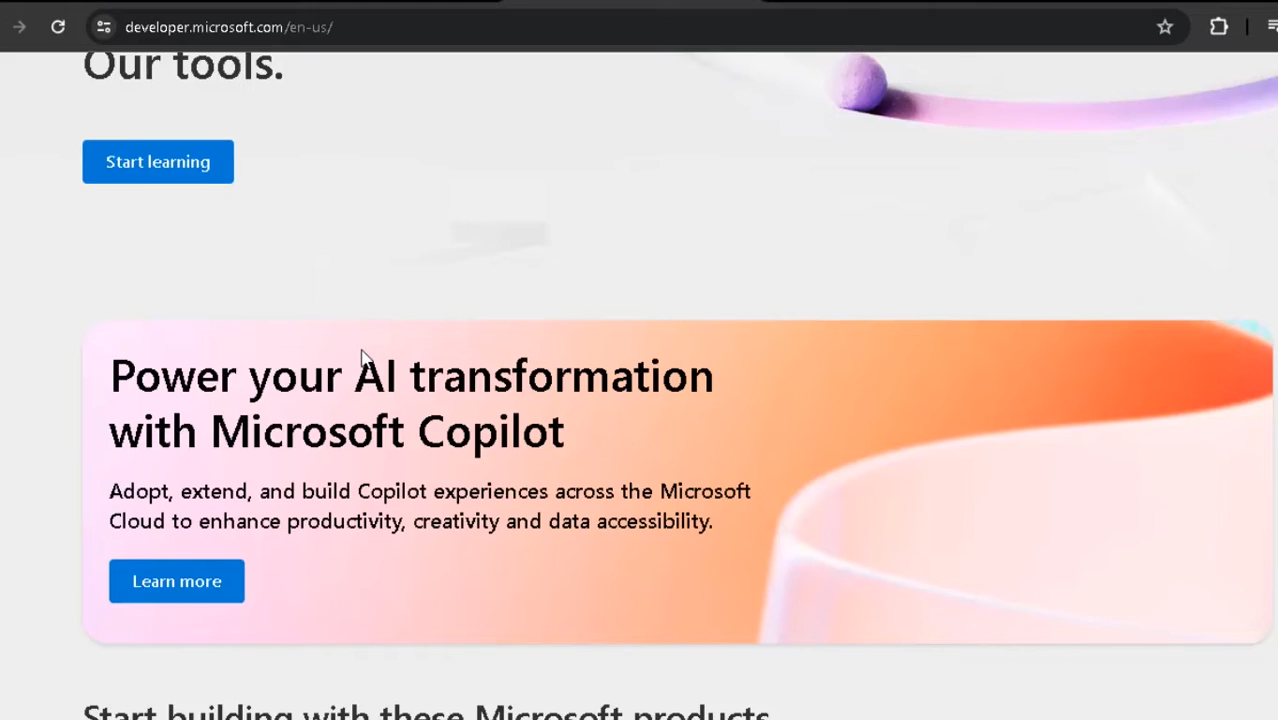 developer.microsoft.com/en-us/
Our tools.
Start learning
Power your AI transformation
with Microsoft Copilot
Adopt, extend, and build Copilot experiences across the Microsoft
Cloud to enhance productivity, creativity and data accessibility.
Learn more
Start building with these Microsoft products